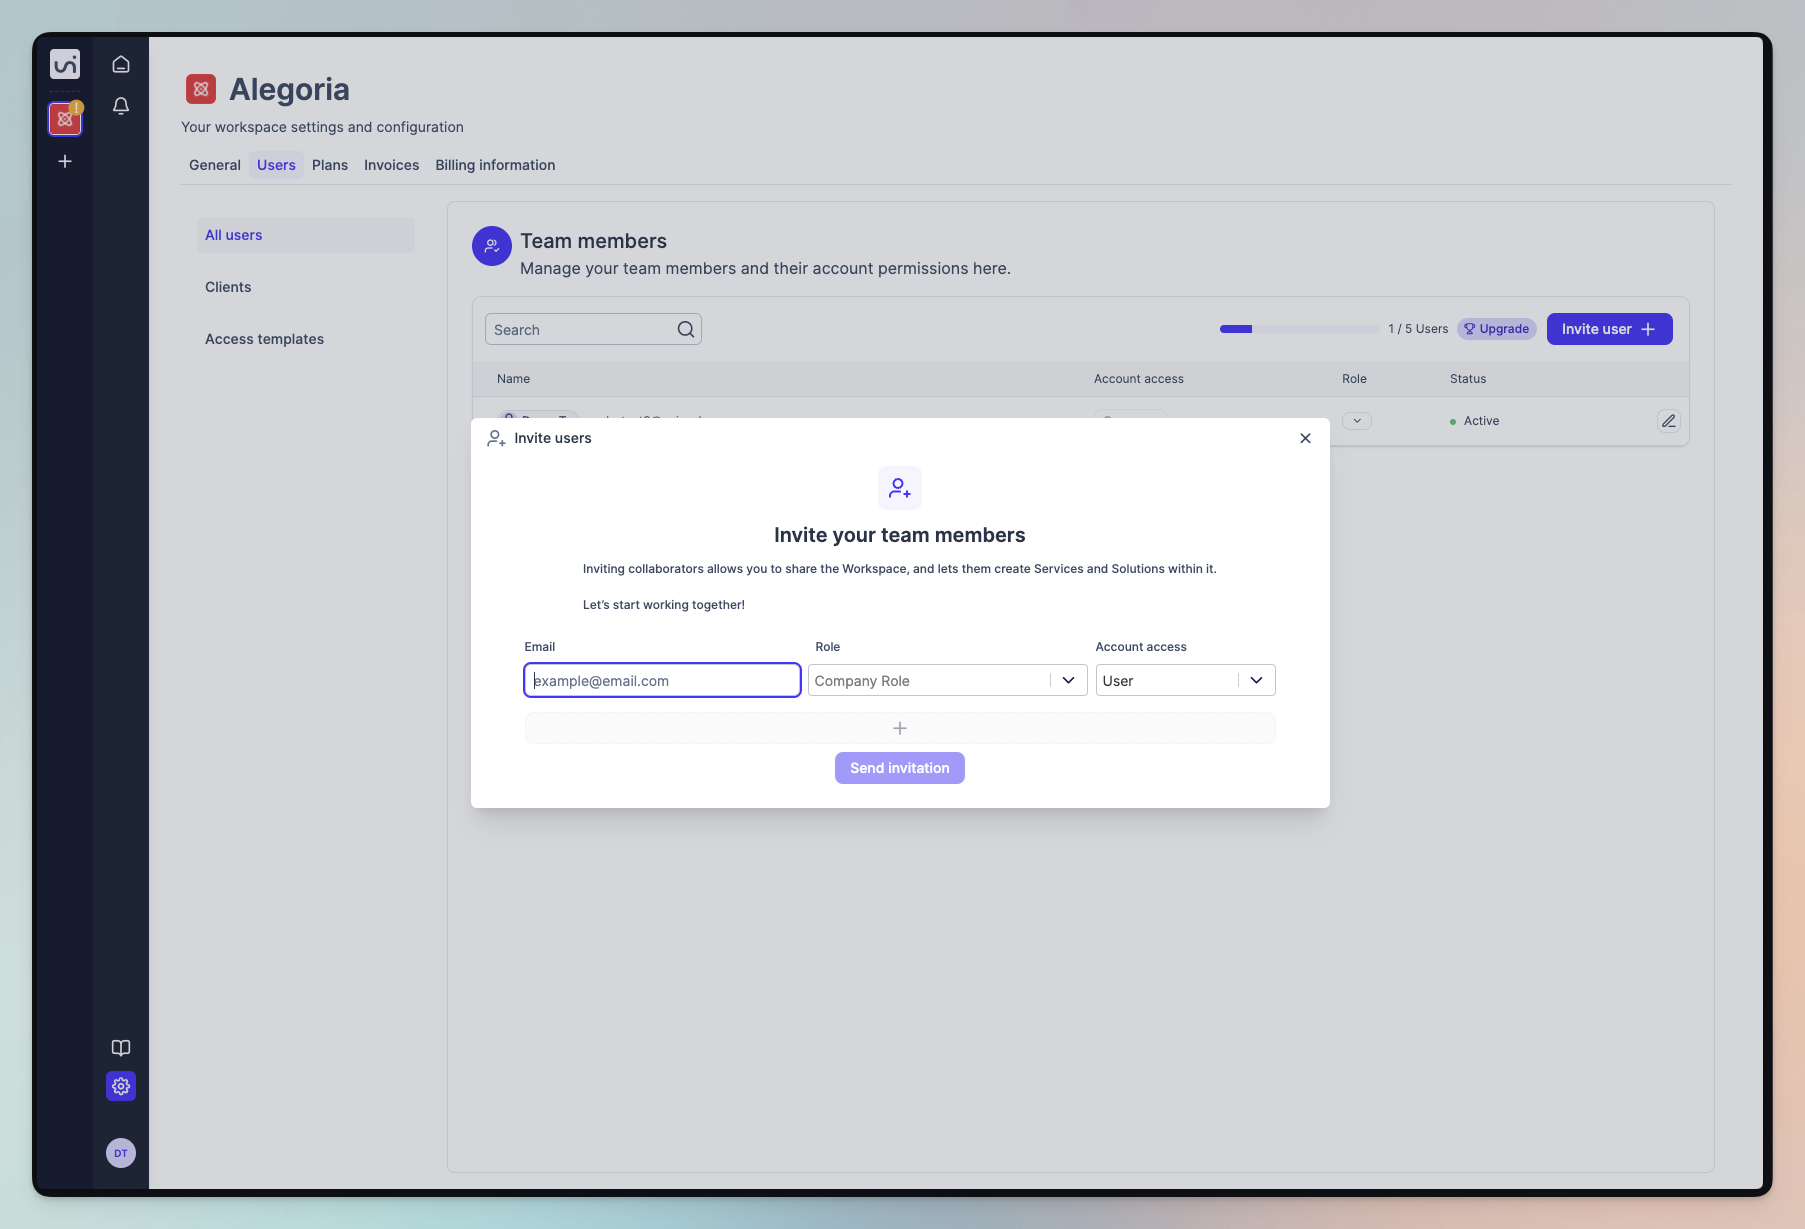 Alegoria
Your workspace settings and configuration
General Users Plans Invoices Billing information
All users
Clients
Access templates
Team members
Manage your team members and their account permissions here.
Search
1 / 5 Users
Upgrade
Invite user
Name Account access Role Status
Active
Invite users
Invite your team members
Inviting collaborators allows you to share the Workspace, and lets them create Services and Solutions within it.
Let's start working together!
Email Role Account access
example@email.com Company Role User
Send invitation
DT